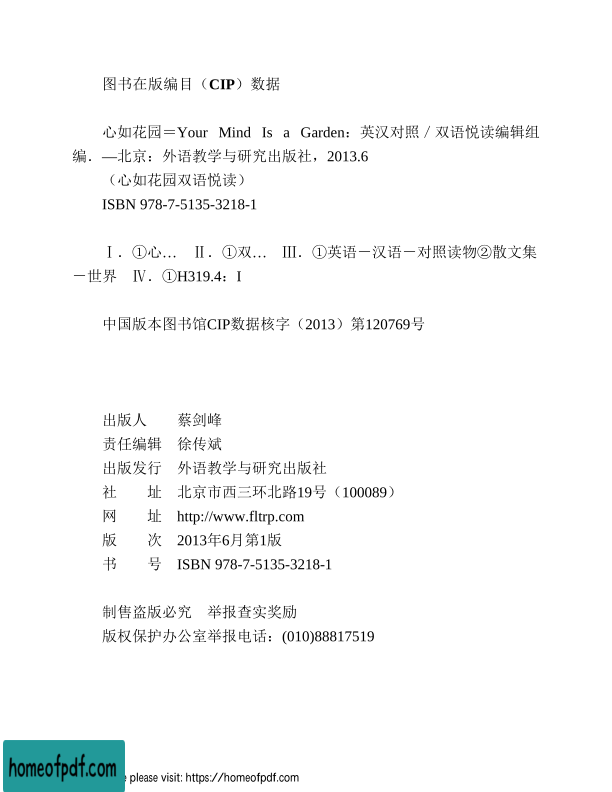 图书在版编目（CIP）数据
心如花园＝Your Mind Is a Garden：英汉对照／双语悦读编辑组
编．—北京：外语教学与研究出版社，2013.6
（心如花园双语悦读）
ISBN 978-7-5135-3218-1
Ⅰ．①心… Ⅱ．①双… Ⅲ．①英语－汉语－对照读物②散文集
－世界 Ⅳ．①H319.4：I
中国版本图书馆CIP数据核字（2013）第120769号
出版人 蔡剑峰
责任编辑 徐传斌
出版发行 外语教学与研究出版社
社 址 北京市西三环北路19号（100089）
网 址 http://www.fltrp.com
版 次 2013年6月第1版
书 号 ISBN 978-7-5135-3218-1
制售盗版必究 举报查实奖励
版权保护办公室举报电话：(010)88817519
homeofpdf.com
please visit: https://homeofpdf.com